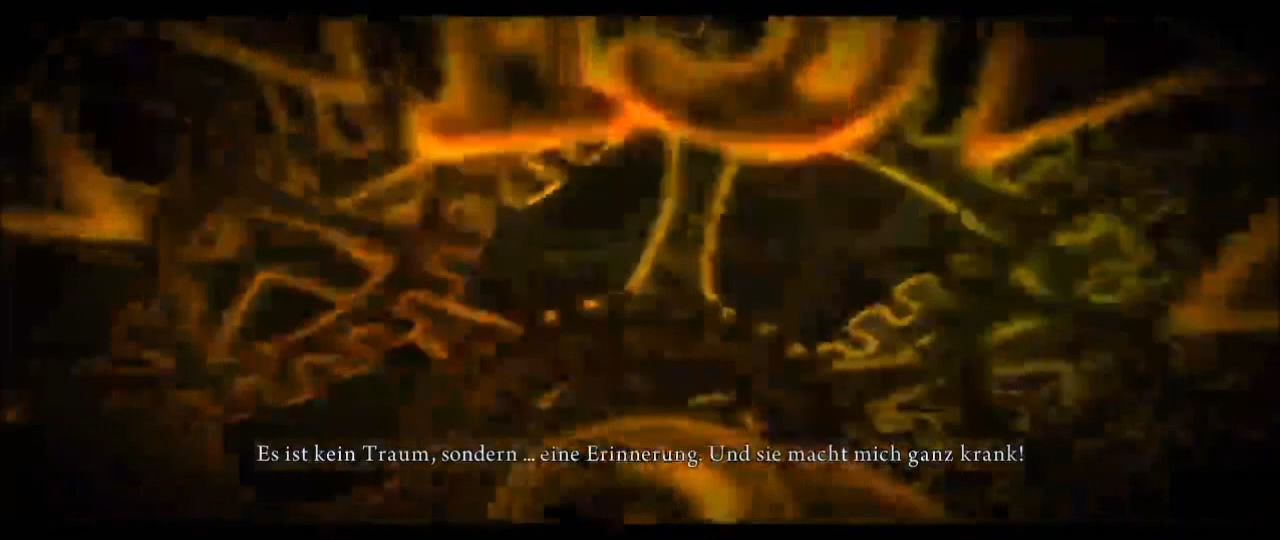 Es ist kein Traum, sondern ... eine Erinnerung. Und sie macht mich ganz krank!